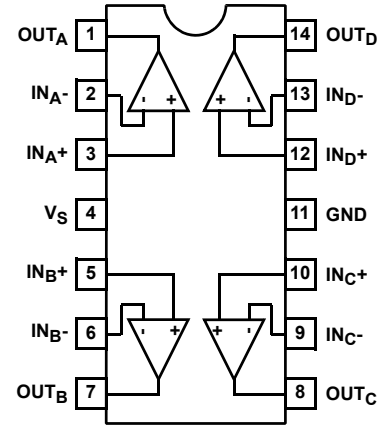 OUTA 1 14 OUTD
INA- 2 - + + - 13 IND-
INA+ 3 12 IND+
VS 4 11 GND
INB+ 5 10 INC+
INB- 6 - + + - 9 INC-
OUTB 7 8 OUTC